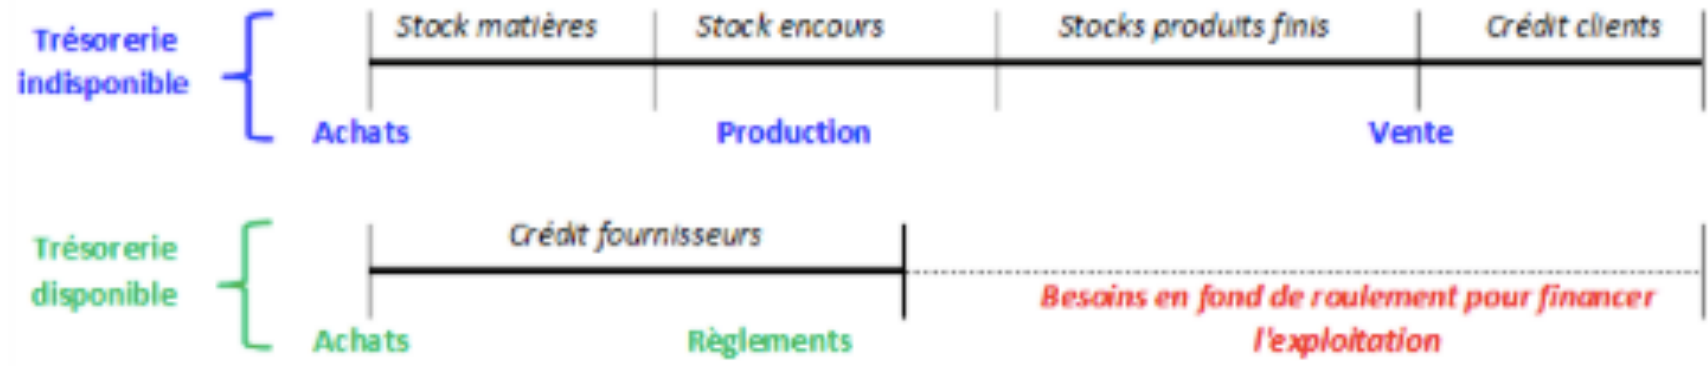 Stock matières Stock encours Stocks produits finis Crédit clients
Trésorerie
indisponible
Achats Production Vente
Crédit fournisseurs
Trésorerie
disponible
Besoins en fond de roulement pour financer
l'exploitation
Achats Règlements